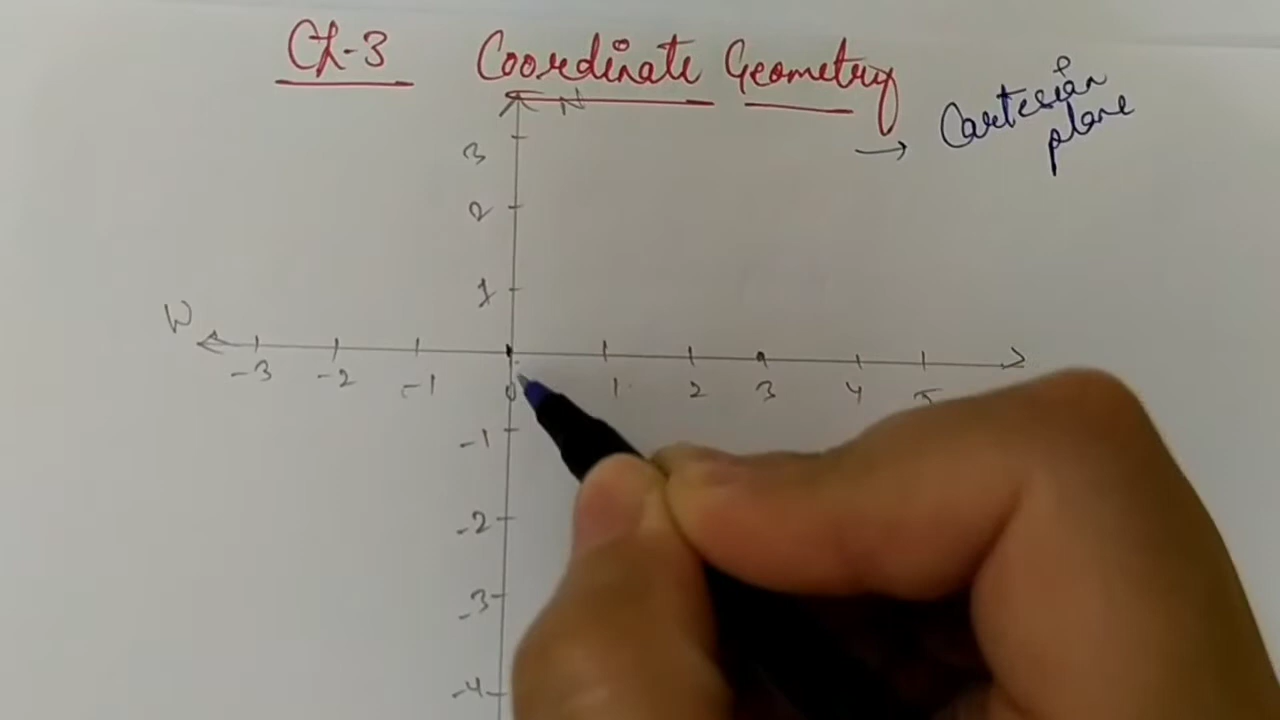 Ch-3 Coordinate Geometry
→ Cartesian
plane
N
3
2
1
W
-3 -2 -1 0 1 2 3 4 5
-1
-2
-3
-4